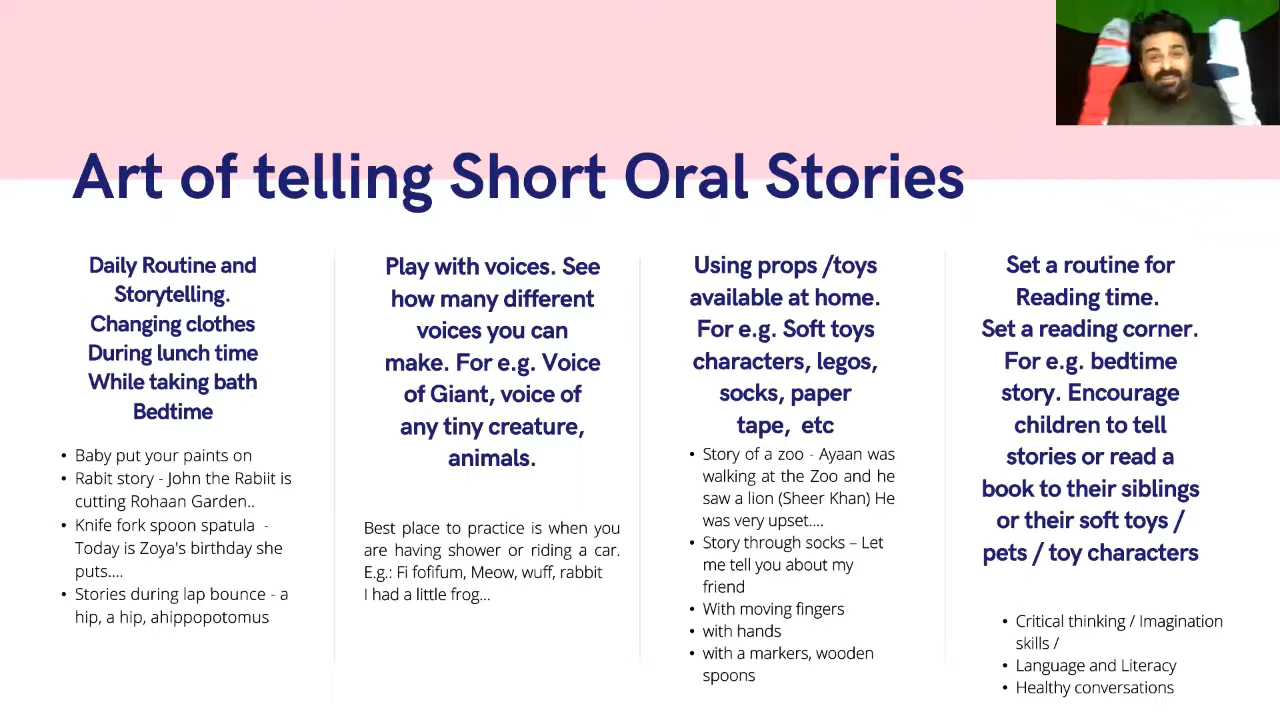 Art of telling Short Oral Stories
Daily Routine and
Storytelling.
Changing clothes
During lunch time
While taking bath
Bedtime
• Baby put your paints on
• Rabit story - John the Rabiit is
cutting Rohaan Garden..
• Knife fork spoon spatula -
Today is Zoya's birthday she
puts....
• Stories during lap bounce - a
hip, a hip, ahippopotomus
Play with voices. See
how many different
voices you can
make. For e.g. Voice
of Giant, voice of
any tiny creature,
animals.
Best place to practice is when you
are having shower or riding a car.
E.g.: Fi fofifum, Meow, wuff, rabbit
I had a little frog...
Using props /toys
available at home.
For e.g. Soft toys
characters, legos,
socks, paper
tape, etc
• Story of a zoo - Ayaan was
walking at the Zoo and he
saw a lion (Sheer Khan) He
was very upset....
• Story through socks – Let
me tell you about my
friend
• With moving fingers
• with hands
• with a markers, wooden
spoons
Set a routine for
Reading time.
Set a reading corner.
For e.g. bedtime
story. Encourage
children to tell
stories or read a
book to their siblings
or their soft toys /
pets / toy characters
• Critical thinking / Imagination
skills /
• Language and Literacy
• Healthy conversations